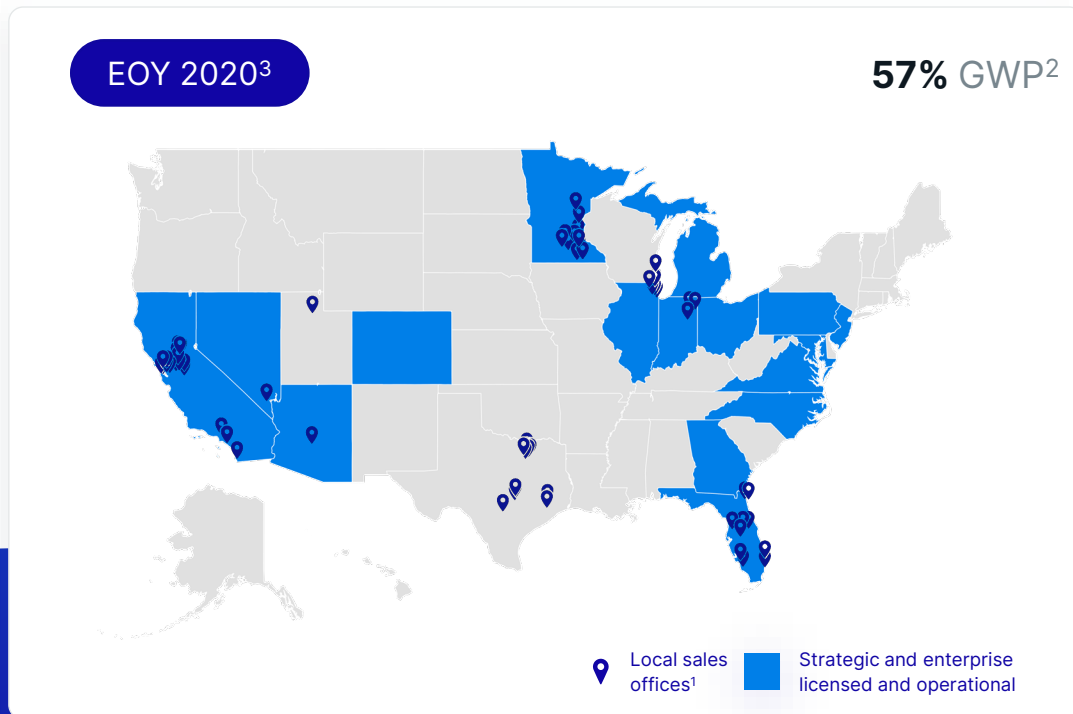 EOY 2020³
57% GWP²
Local sales
offices¹
Strategic and enterprise
licensed and operational